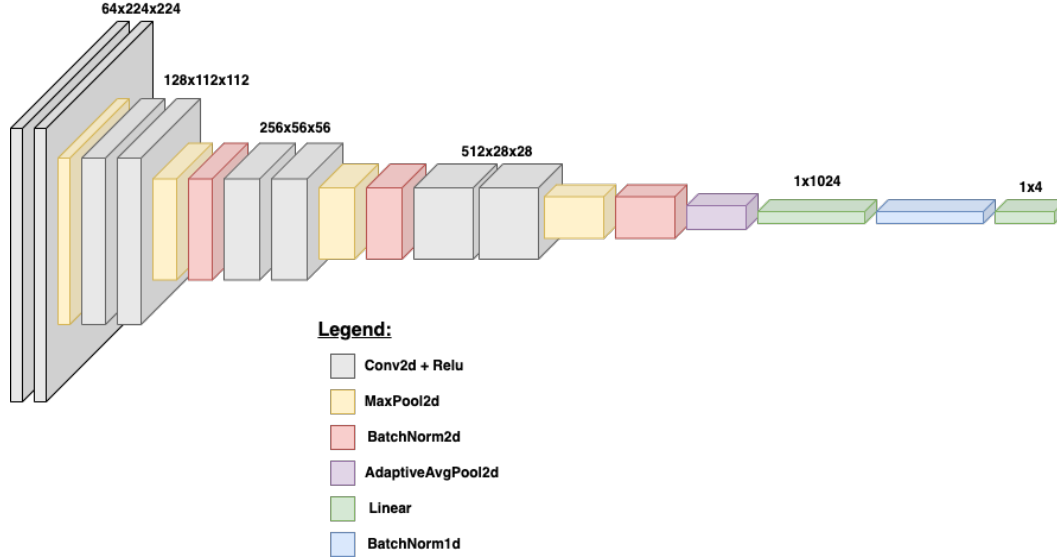 64x224x224
128x112x112
256x56x56
512x28x28
1x1024
1x4
Legend:
Conv2d + Relu
MaxPool2d
BatchNorm2d
AdaptiveAvgPool2d
Linear
BatchNorm1d